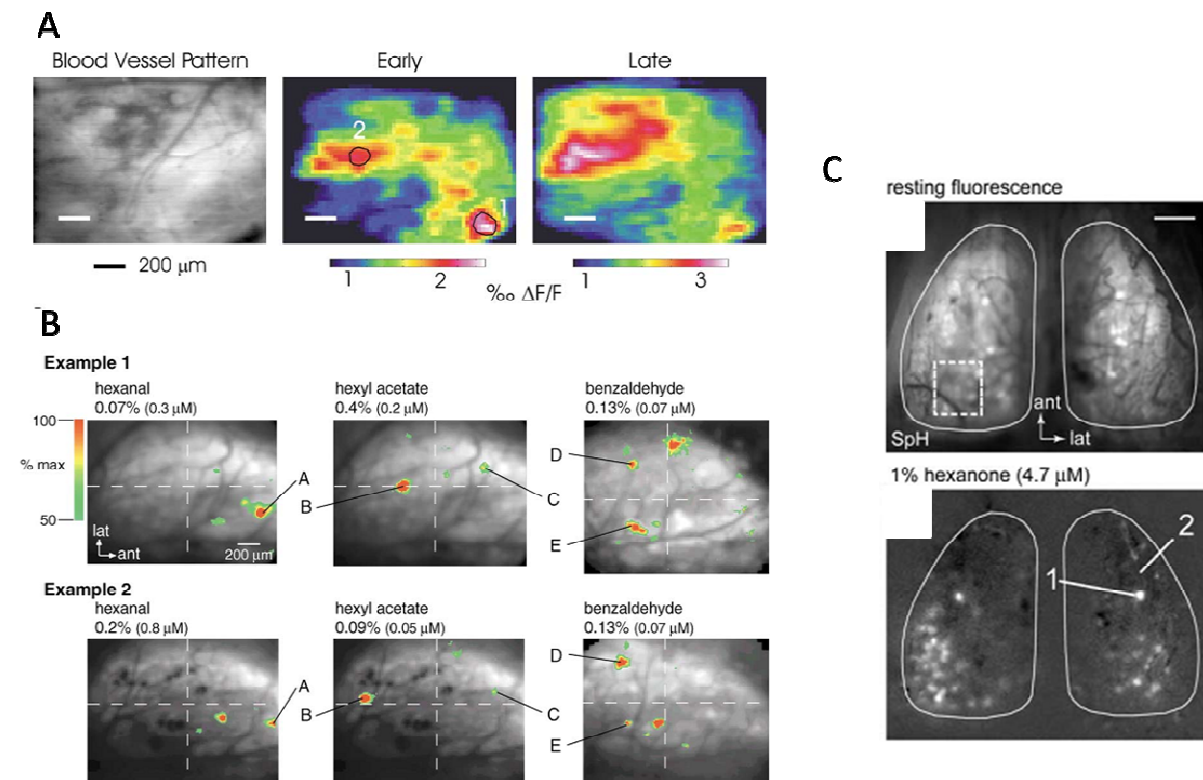 A
Blood Vessel Pattern
Early
Late
2
1
200 µm
1
2
1
3
‰ ΔF/F
B
Example 1
hexanal
0.07% (0.3 µM)
hexyl acetate
0.4% (0.2 µM)
benzaldehyde
0.13% (0.07 µM)
100
% max
50
lat
ant
200 µm
A
B
C
D
E
Example 2
hexanal
0.2% (0.8 µM)
hexyl acetate
0.09% (0.05 µM)
benzaldehyde
0.13% (0.07 µM)
A
B
C
D
E
C
resting fluorescence
SpH
ant
lat
1% hexanone (4.7 µM)
1
2